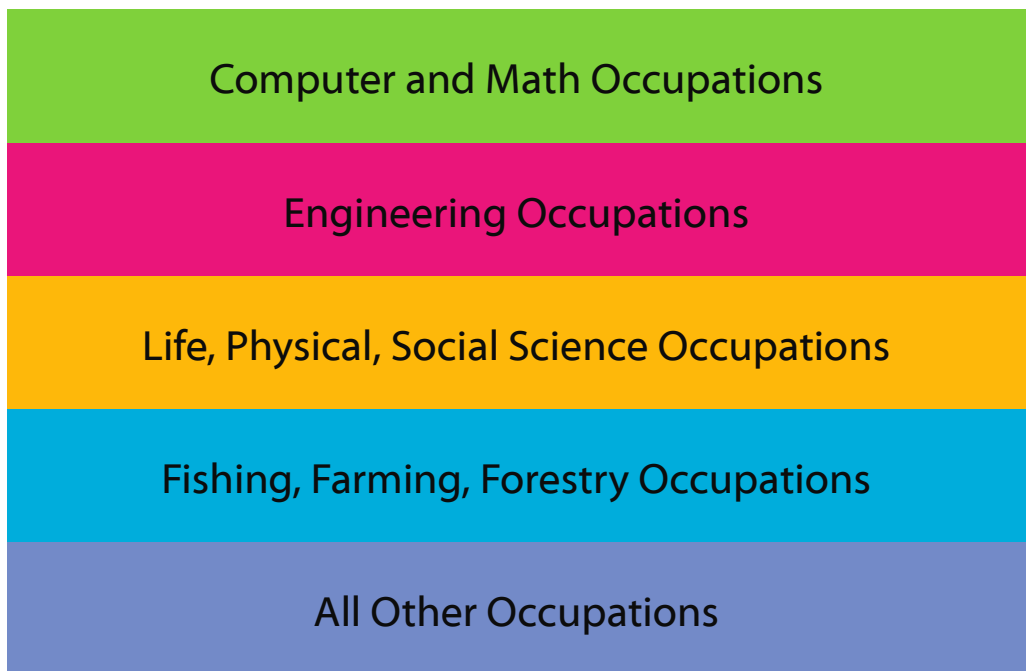 Computer and Math Occupations
Engineering Occupations
Life, Physical, Social Science Occupations
Fishing, Farming, Forestry Occupations
All Other Occupations